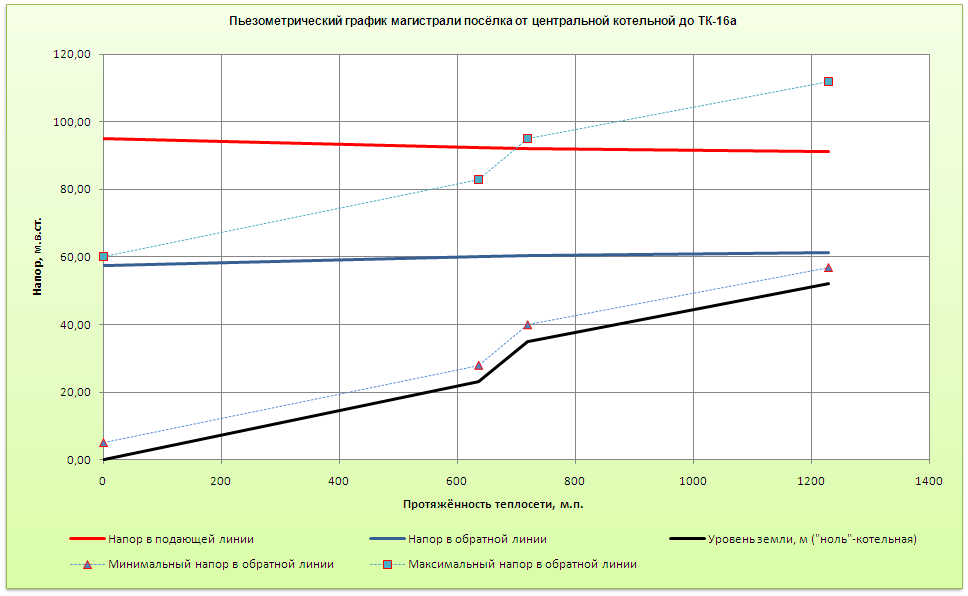 Пьезометрический график магистрали посёлка от центральной котельной до ТК-16а
120,00
100,00
80,00
60,00
40,00
20,00
0,00
Напор, м.в.ст.
0 200 400 600 800 1000 1200 1400
Протяжённость теплосети, м.п.
Напор в подающей линии Напор в обратной линии Уровень земли, м ("ноль"-котельная)
Минимальный напор в обратной линии Максимальный напор в обратной линии